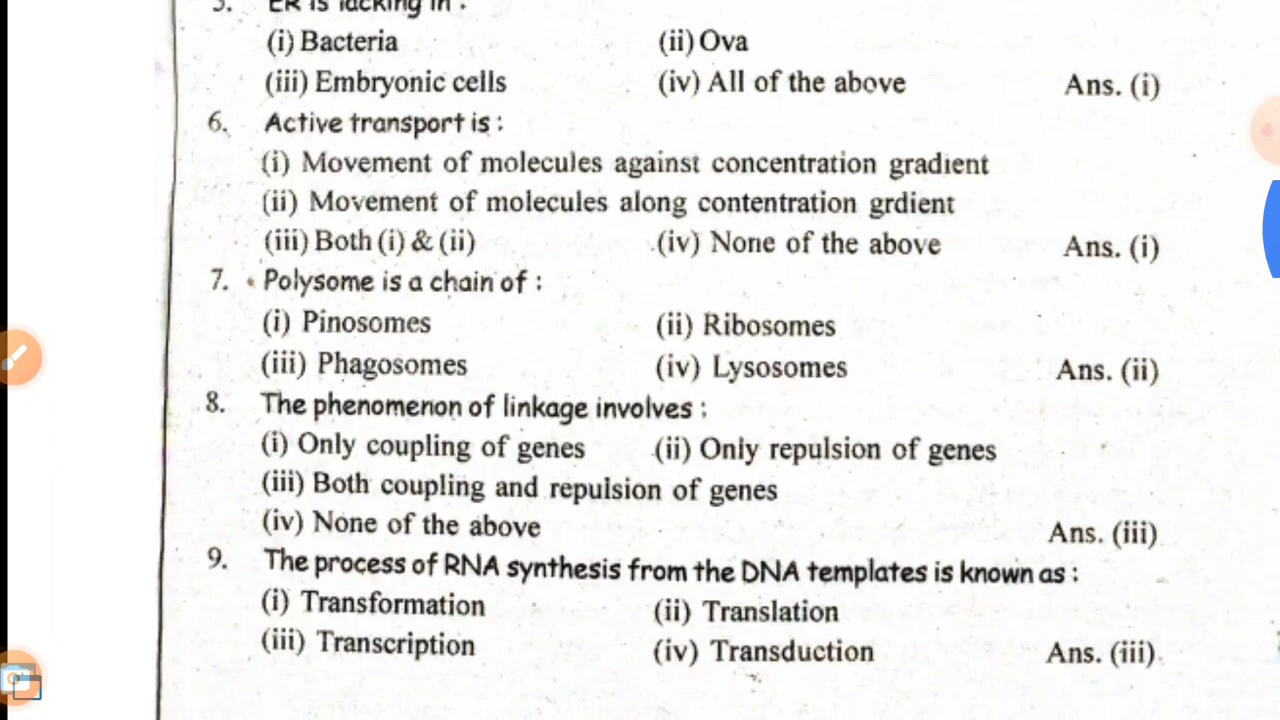 5. ER is lacking in :
(i) Bacteria (ii) Ova
(iii) Embryonic cells (iv) All of the above Ans. (i)
6. Active transport is :
(i) Movement of molecules against concentration gradient
(ii) Movement of molecules along contentration grdient
(iii) Both (i) & (ii) (iv) None of the above Ans. (i)
7. Polysome is a chain of :
(i) Pinosomes (ii) Ribosomes
(iii) Phagosomes (iv) Lysosomes Ans. (ii)
8. The phenomenon of linkage involves :
(i) Only coupling of genes (ii) Only repulsion of genes
(iii) Both coupling and repulsion of genes
(iv) None of the above Ans. (iii)
9. The process of RNA synthesis from the DNA templates is known as :
(i) Transformation (ii) Translation
(iii) Transcription (iv) Transduction Ans. (iii)